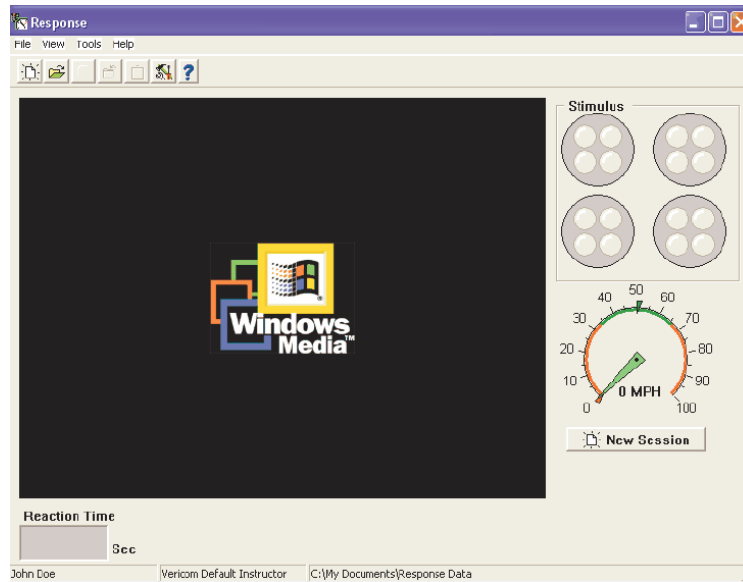 Response
File View Tools Help
Stimulus
Windows
Media™
0 10 20 30 40 50 60 70 80 90 100
0 MPH
New Session
Reaction Time
Sec
John Doe Vericom Default Instructor C:\My Documents\Response Data